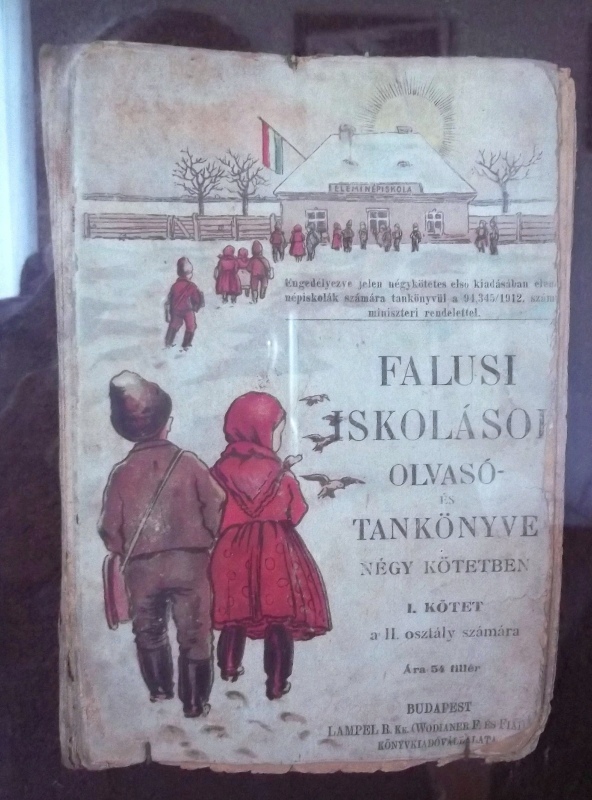 ELEMI NÉPISKOLA
Engedélyezve jelen négykötetes első kiadásában elemi
népiskolák számára tankönyvül a 94,345/1912. számú
miniszteri rendelettel.
FALUSI
ISKOLÁSOK
OLVASÓ-
ÉS
TANKÖNYVE
NÉGY KÖTETBEN
I. KÖTET
a II. osztály számára
Ára 54 fillér
BUDAPEST
LAMPEL R. KK. (WODIANER F. ÉS FIAI)
KÖNYVKIADÓVÁLLALATA